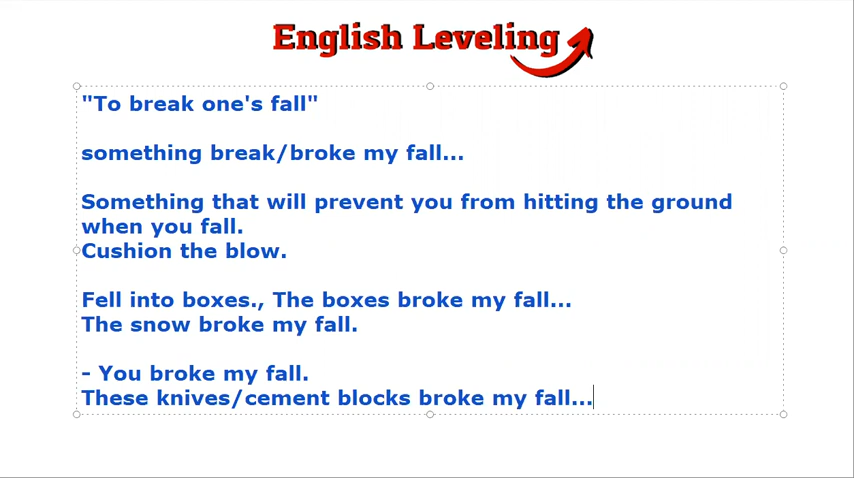 English Leveling
"To break one's fall"
something break/broke my fall...
Something that will prevent you from hitting the ground
when you fall.
Cushion the blow.
Fell into boxes., The boxes broke my fall...
The snow broke my fall.
- You broke my fall.
These knives/cement blocks broke my fall...